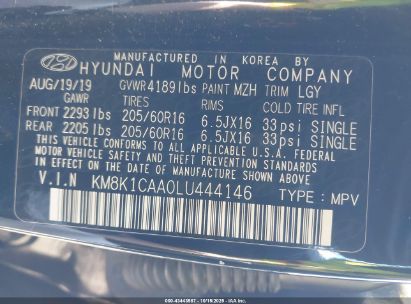 MANUFACTURED IN KOREA BY
HYUNDAI MOTOR COMPANY
AUG/19/19 GVWR 4189 lbs PAINT MZH TRIM LGY
GAWR TIRES RIMS COLD TIRE INFL
FRONT 2293 lbs 205/60R16 6.5JX16 33psi SINGLE
REAR 2205 lbs 205/60R16 6.5JX16 33psi SINGLE
THIS VEHICLE CONFORMS TO ALL APPLICABLE U.S. FEDERAL MOTOR
VEHICLE SAFETY, BUMPER, AND THEFT PREVENTION STANDARDS IN
EFFECT ON THE DATE OF MANUFACTURE SHOWN ABOVE.
V.I.N KM8K1CAA0LU444146 TYPE : MPV